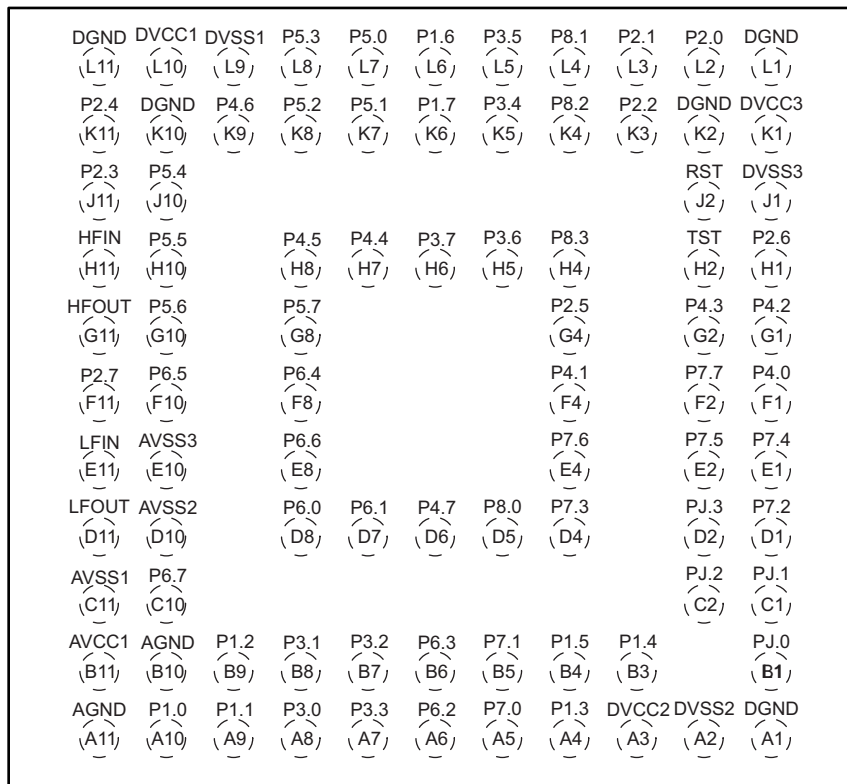 DGND DVCC1 DVSS1 P5.3 P5.0 P1.6 P3.5 P8.1 P2.1 P2.0 DGND
L11 L10 L9 L8 L7 L6 L5 L4 L3 L2 L1
P2.4 DGND P4.6 P5.2 P5.1 P1.7 P3.4 P8.2 P2.2 DGND DVCC3
K11 K10 K9 K8 K7 K6 K5 K4 K3 K2 K1
P2.3 P5.4 RST DVSS3
J11 J10 J2 J1
HFIN P5.5 P4.5 P4.4 P3.7 P3.6 P8.3 TST P2.6
H11 H10 H8 H7 H6 H5 H4 H2 H1
HFOUT P5.6 P5.7 P2.5 P4.3 P4.2
G11 G10 G8 G4 G2 G1
P2.7 P6.5 P6.4 P4.1 P7.7 P4.0
F11 F10 F8 F4 F2 F1
LFIN AVSS3 P6.6 P7.6 P7.5 P7.4
E11 E10 E8 E4 E2 E1
LFOUT AVSS2 P6.0 P6.1 P4.7 P8.0 P7.3 PJ.3 P7.2
D11 D10 D8 D7 D6 D5 D4 D2 D1
AVSS1 P6.7 PJ.2 PJ.1
C11 C10 C2 C1
AVCC1 AGND P1.2 P3.1 P3.2 P6.3 P7.1 P1.5 P1.4 PJ.0
B11 B10 B9 B8 B7 B6 B5 B4 B3 B1
AGND P1.0 P1.1 P3.0 P3.3 P6.2 P7.0 P1.3 DVCC2 DVSS2 DGND
A11 A10 A9 A8 A7 A6 A5 A4 A3 A2 A1